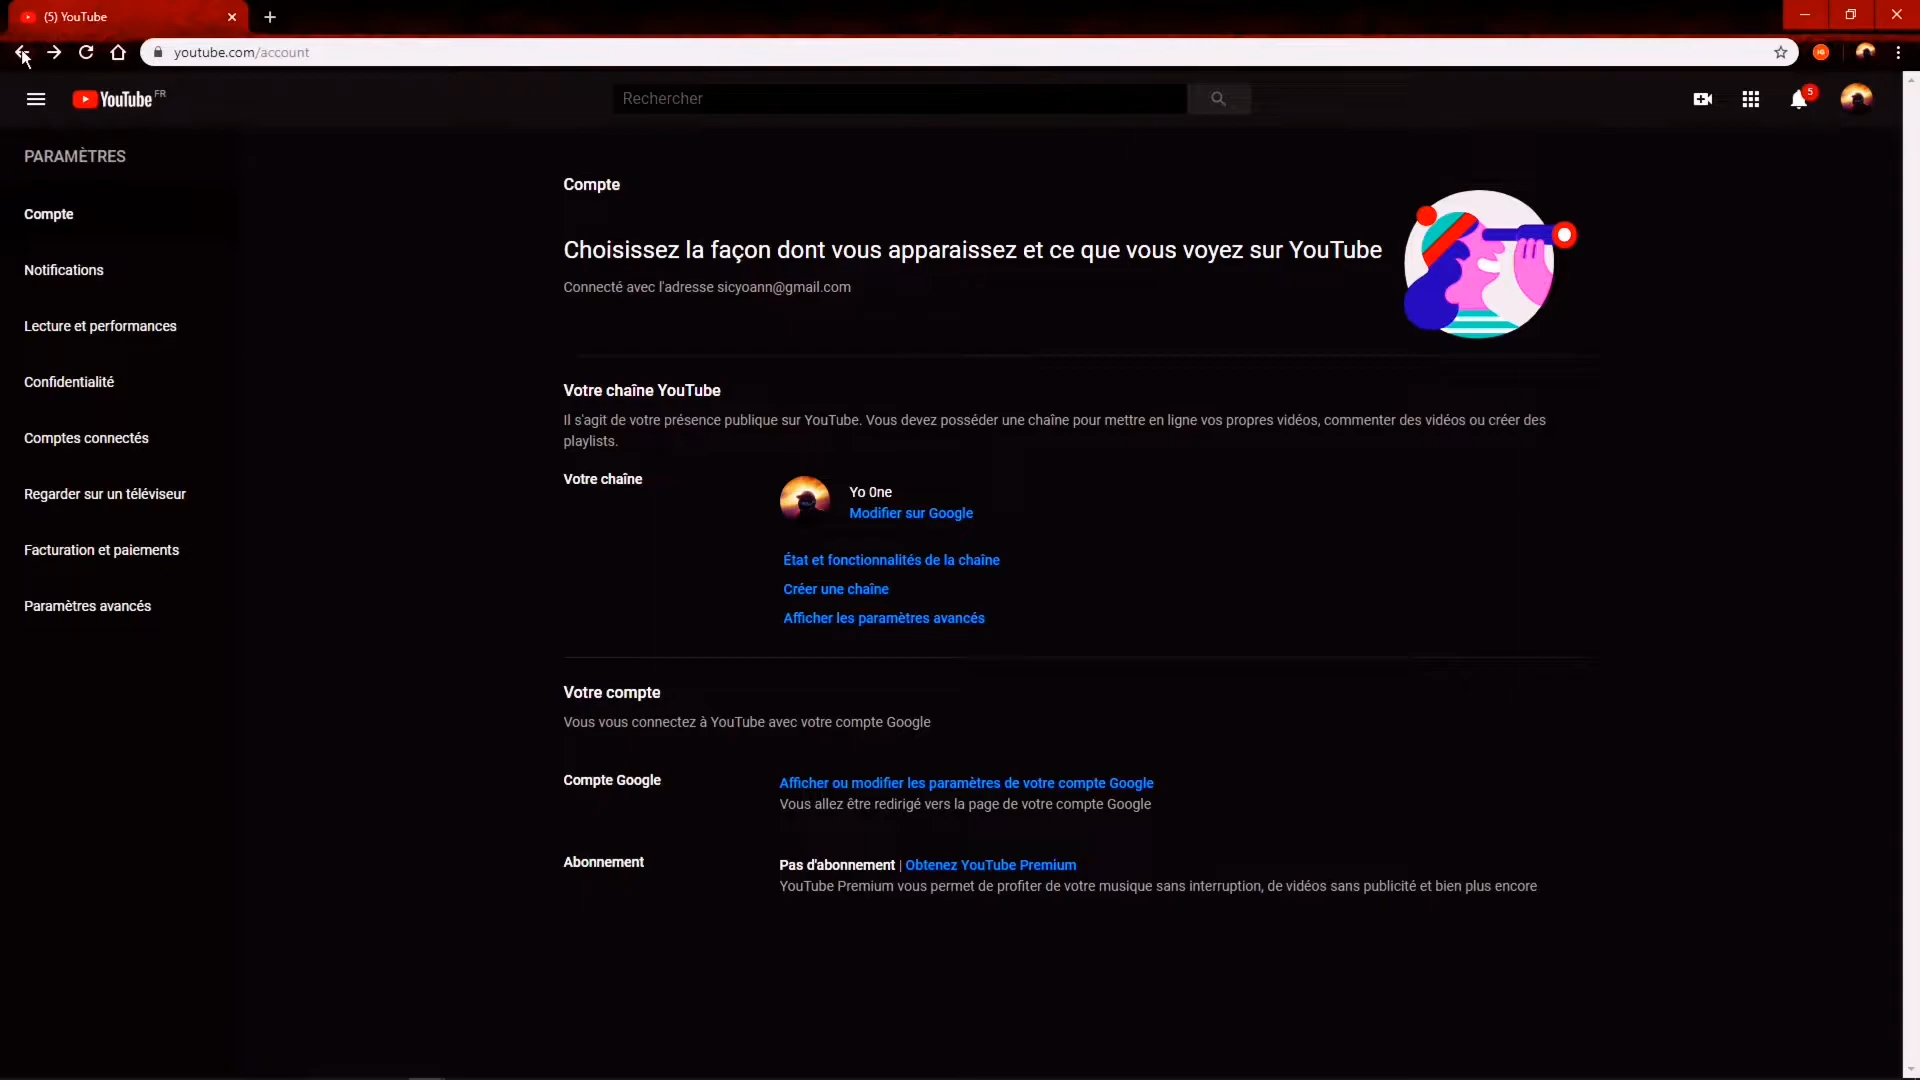 (5) YouTube
youtube.com/account
YouTube FR
Rechercher
5
PARAMÈTRES
Compte
Notifications
Lecture et performances
Confidentialité
Comptes connectés
Regarder sur un téléviseur
Facturation et paiements
Paramètres avancés
Compte
Choisissez la façon dont vous apparaissez et ce que vous voyez sur YouTube
Connecté avec l'adresse sicyoann@gmail.com
Votre chaîne YouTube
Il s'agit de votre présence publique sur YouTube. Vous devez posséder une chaîne pour mettre en ligne vos propres vidéos, commenter des vidéos ou créer des
playlists.
Votre chaîne
Yo 0ne
Modifier sur Google
État et fonctionnalités de la chaîne
Créer une chaîne
Afficher les paramètres avancés
Votre compte
Vous vous connectez à YouTube avec votre compte Google
Compte Google
Afficher ou modifier les paramètres de votre compte Google
Vous allez être redirigé vers la page de votre compte Google
Abonnement
Pas d'abonnement | Obtenez YouTube Premium
YouTube Premium vous permet de profiter de votre musique sans interruption, de vidéos sans publicité et bien plus encore